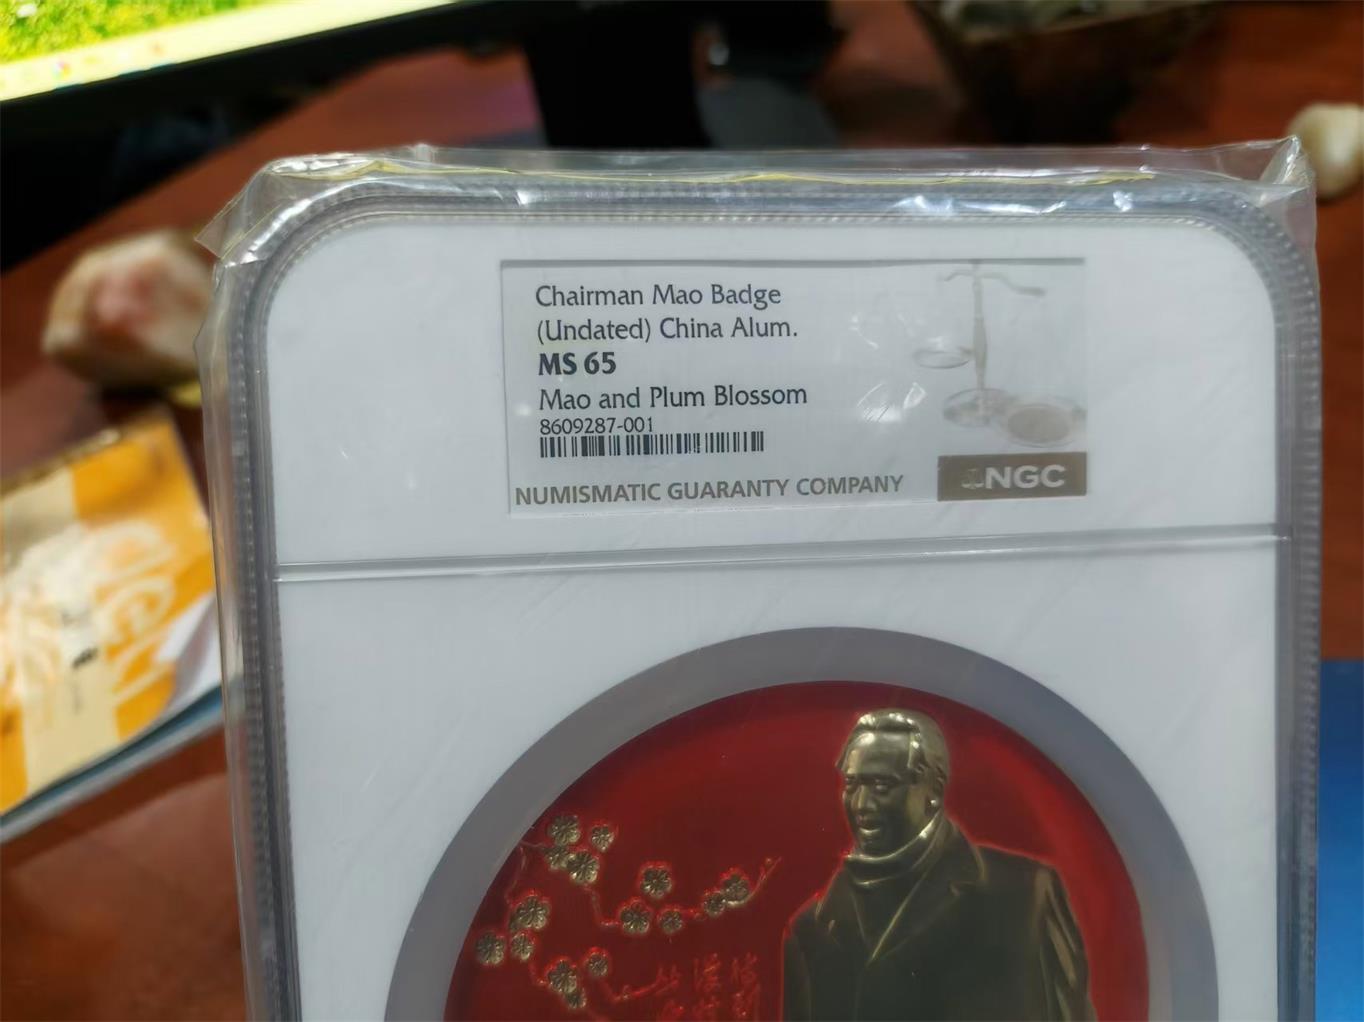 Chairman Mao Badge
(Undated) China Alum.
MS 65
Mao and Plum Blossom
8609287-001
NUMISMATIC GUARANTY COMPANY
NGC